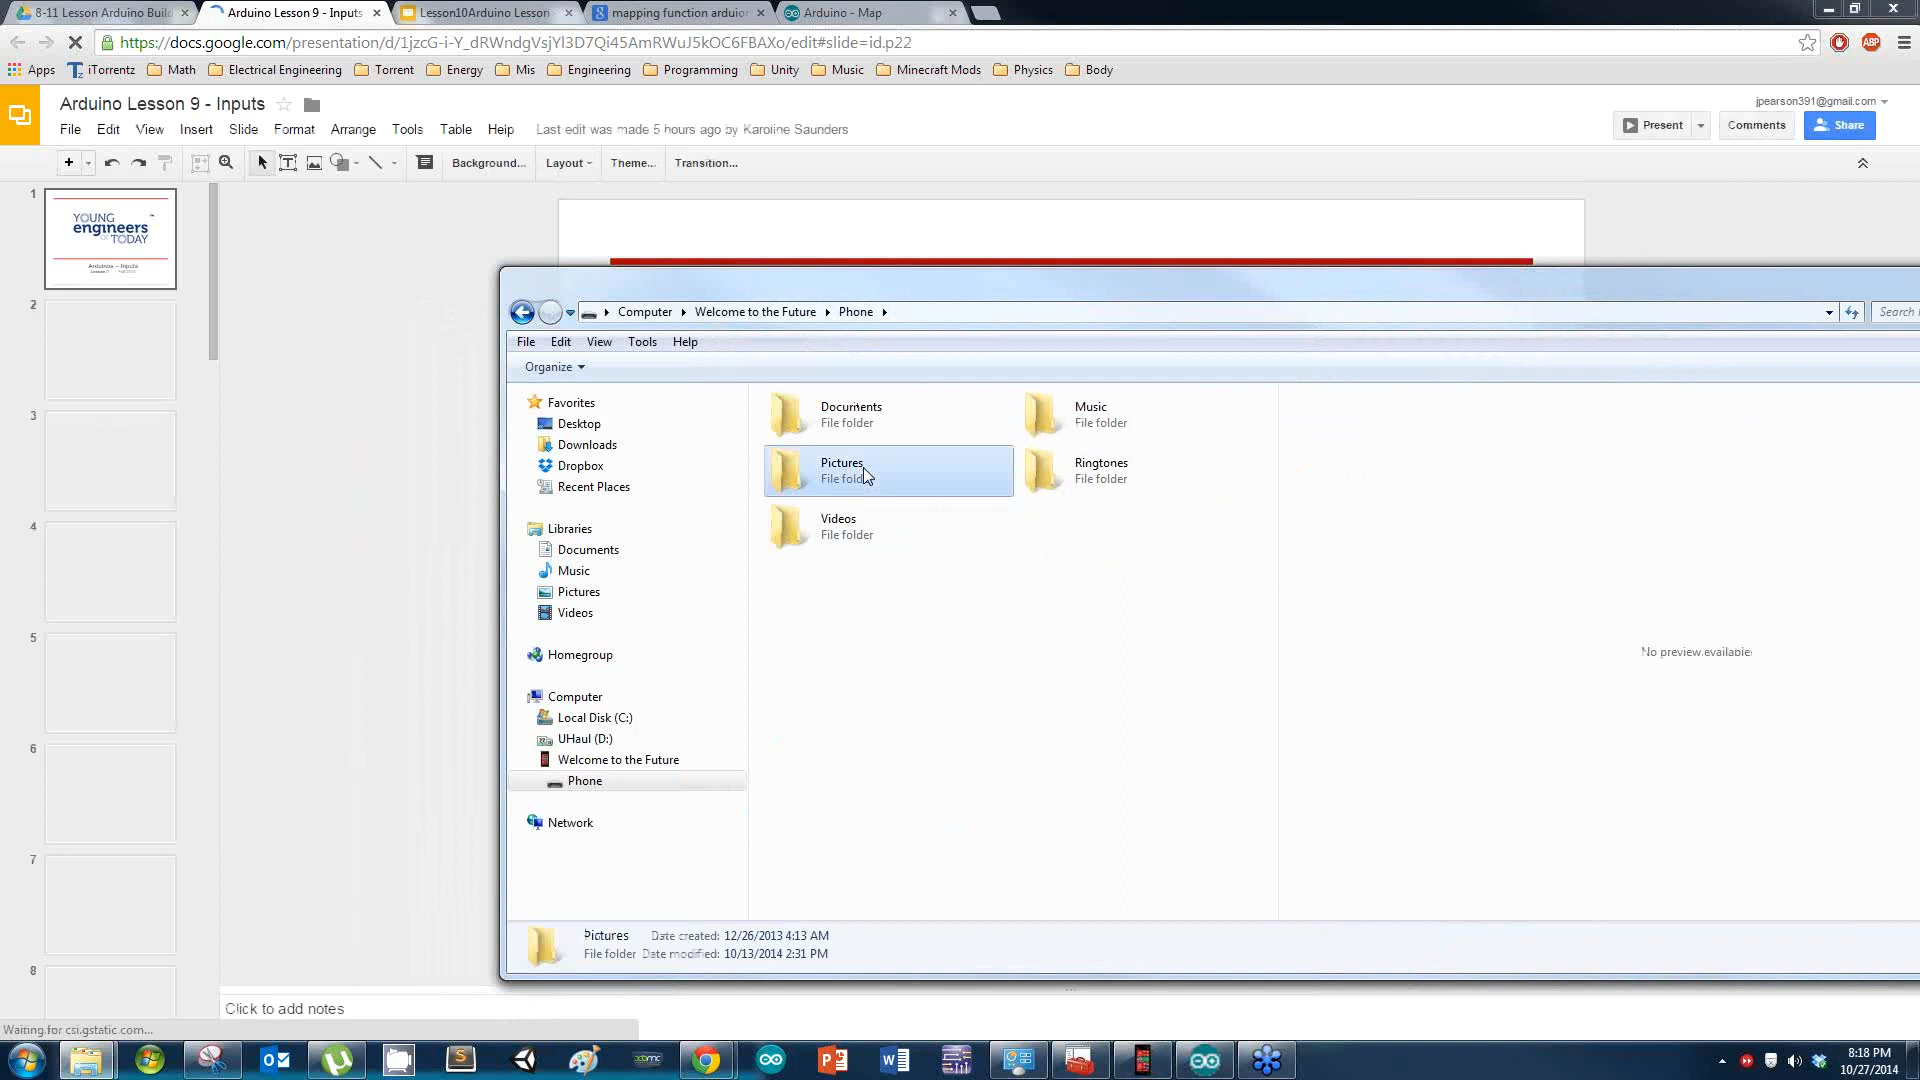 8-11 Lesson Arduino Build
Arduino Lesson 9 - Inputs
Lesson10Arduino Lesson
mapping function arduino
Arduino - Map
https://docs.google.com/presentation/d/1jzcG-i-Y_dRWndgVsjYl3D7Qi45AmRWuJ5kOC6FBAXo/edit#slide=id.p22
Apps
iTorrentz
Math
Electrical Engineering
Torrent
Energy
Mis
Engineering
Programming
Unity
Music
Minecraft Mods
Physics
Body
Arduino Lesson 9 - Inputs
jpearson391@gmail.com
File Edit View Insert Slide Format Arrange Tools Table Help
Last edit was made 5 hours ago by Karoline Saunders
Present
Comments
Share
Background...
Layout
Theme...
Transition...
1
YOUNG
engineers
OF TODAY
Arduinos – Inputs
2
3
4
5
6
7
8
Computer
Welcome to the Future
Phone
Search
File Edit View Tools Help
Organize
Favorites
Desktop
Downloads
Dropbox
Recent Places
Libraries
Documents
Music
Pictures
Videos
Homegroup
Computer
Local Disk (C:)
UHaul (D:)
Welcome to the Future
Phone
Network
Documents
File folder
Music
File folder
Pictures
File folder
Ringtones
File folder
Videos
File folder
No preview available
Pictures Date created: 12/26/2013 4:13 AM
File folder Date modified: 10/13/2014 2:31 PM
Click to add notes
Waiting for csi.gstatic.com...
8:18 PM
10/27/2014